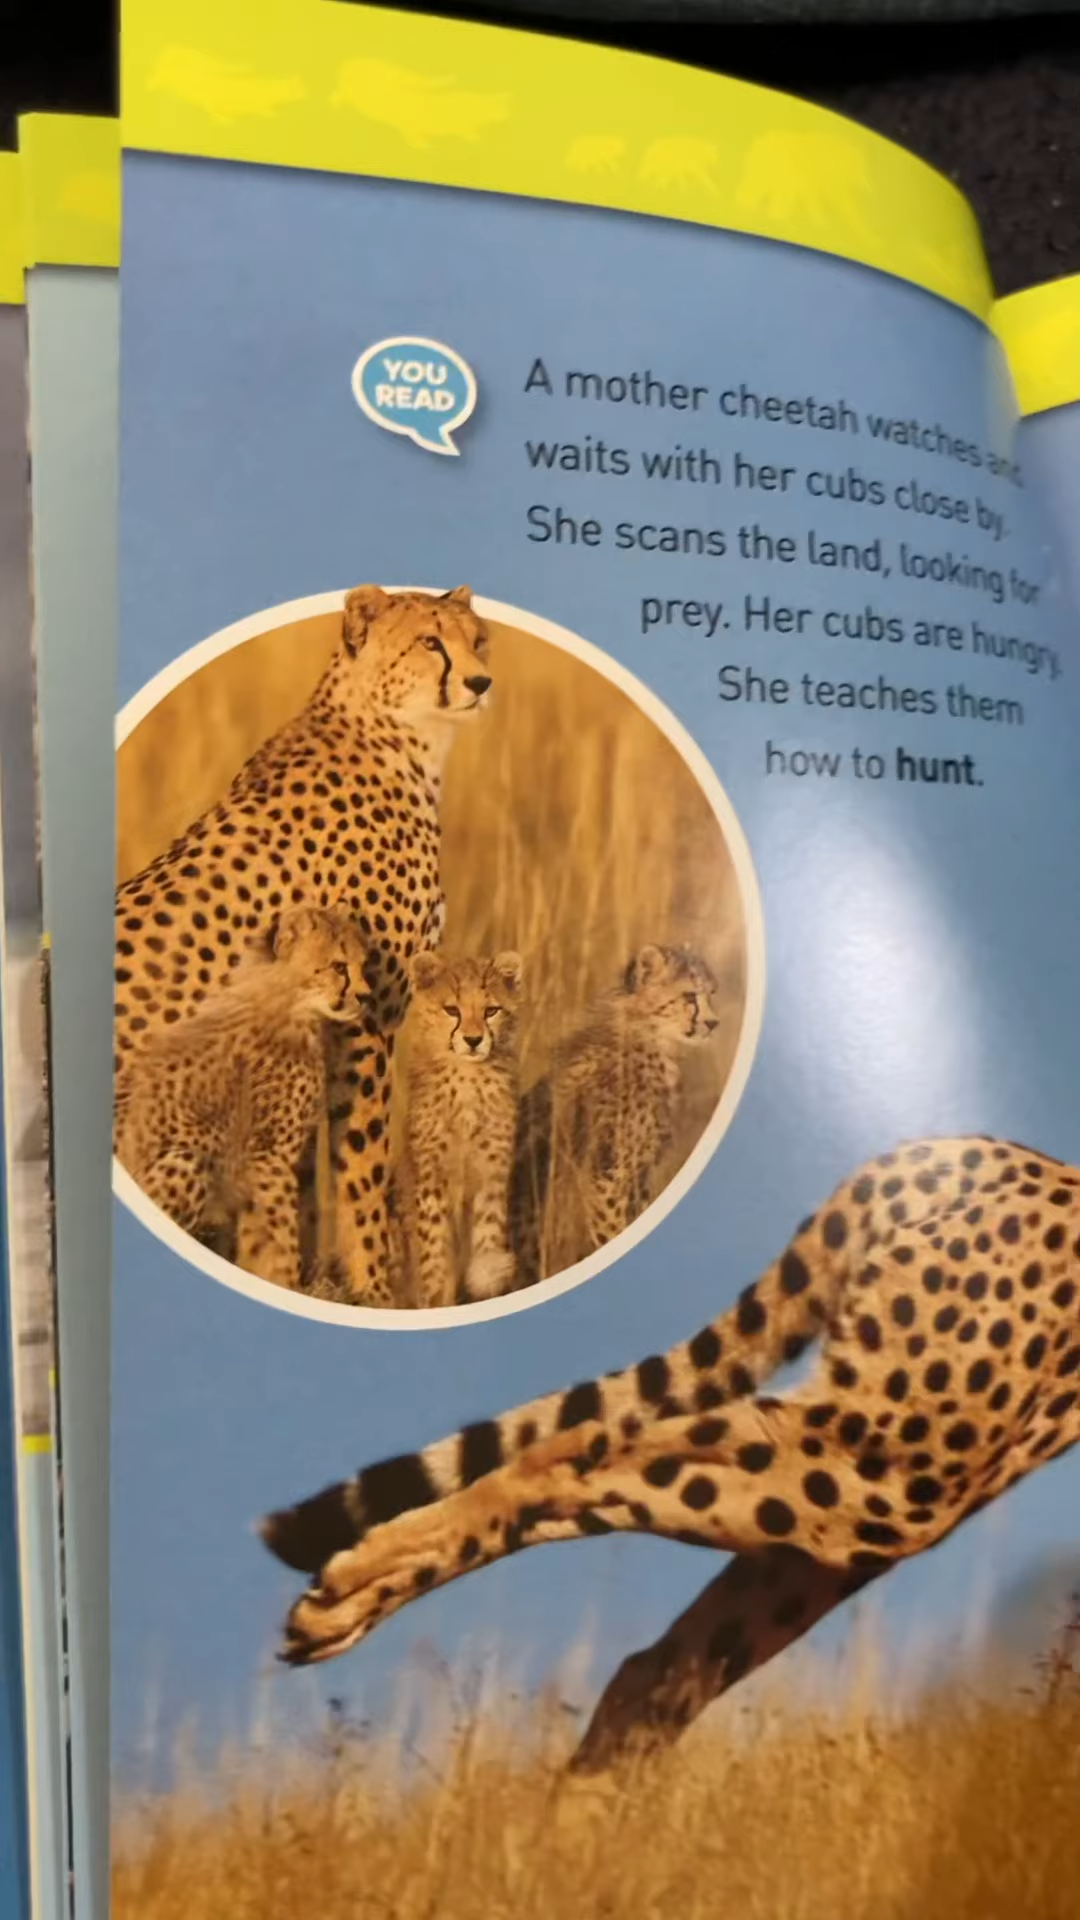 YOU
READ
A mother cheetah watches and
waits with her cubs close by.
She scans the land, looking for
prey. Her cubs are hungry.
She teaches them
how to hunt.